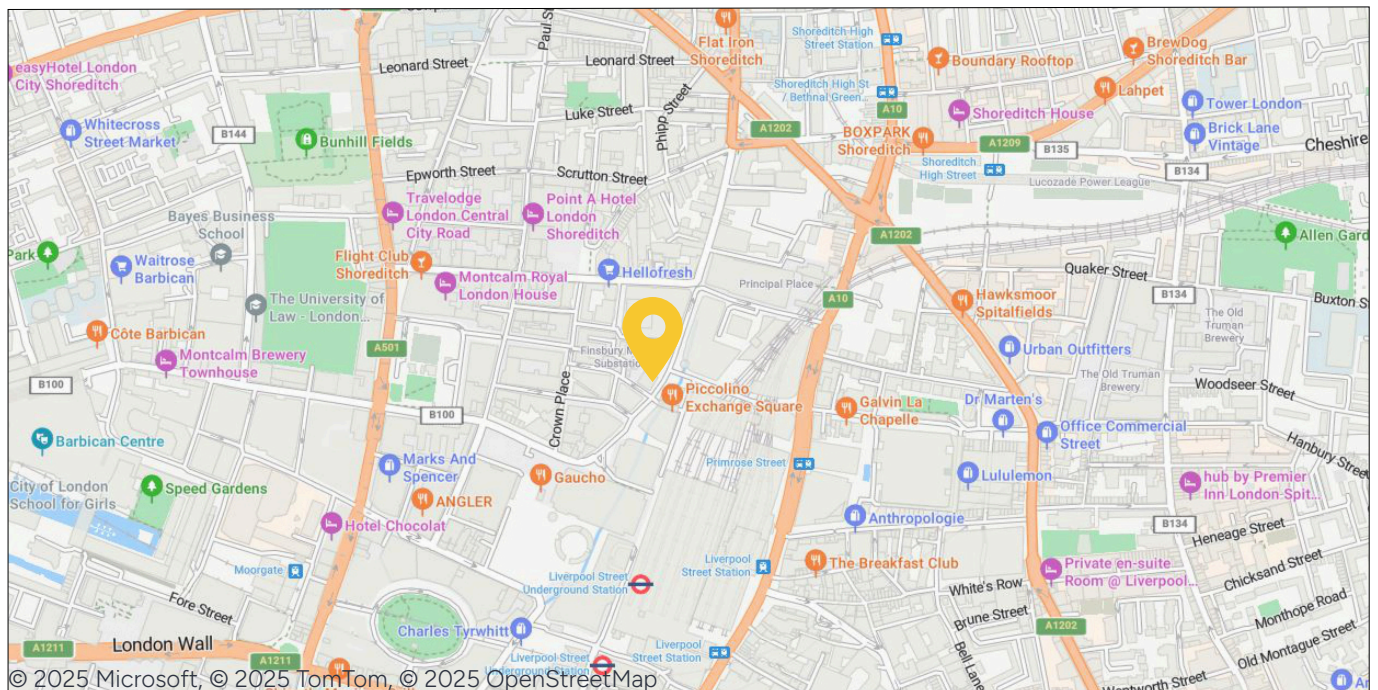 Paul St
Flat Iron
Shoreditch
Shoreditch High
Street Station
BrewDog
Shoreditch Bar
easyHotel London
City Shoreditch
Leonard Street
Leonard Street
Boundary Rooftop
Lahpet
Shoreditch High St
/ Bethnal Green...
Luke Street
Phipp Street
A10
Shoreditch House
Tower London
Whitecross
Street Market
B144
Bunhill Fields
A1202
BOXPARK
Shoreditch
A1209
B135
Brick Lane
Vintage
Cheshire
Epworth Street
Scrutton Street
Shoreditch
High Street
B134
Lucozade Power League
Travelodge
London Central
City Road
Point A Hotel
London
Shoreditch
Bayes Business
School
A1202
Allen Gard
Park
Waitrose
Barbican
Flight Club
Shoreditch
Hellofresh
Montcalm Royal
London House
Principal Place
Quaker Street
A10
Hawksmoor
Spitalfields
B134
Buxton St
The University of
Law - London...
The Old
Truman
Brewery
Côte Barbican
A501
Urban Outfitters
Montcalm Brewery
Townhouse
Finsbury M
Substatio
The Old Truman
Brewery
Woodseer Street
B100
B100
Crown Place
Piccolino
Exchange Square
Galvin La
Chapelle
Dr Marten's
Office Commercial
Street
Hanbury Street
Barbican Centre
Marks And
Spencer
Primrose Street
Gaucho
Lululemon
hub by Premier
Inn London Spit...
City of London
School for Girls
Speed Gardens
ANGLER
Hotel Chocolat
Anthropologie
B134
Heneage Street
Moorgate
Liverpool Street
Underground Station
Liverpool
Street Station
The Breakfast Club
Private en-suite
Room @ Liverpool...
Chicksand Street
White's Row
Fore Street
Brune Street
Monthope Road
Charles Tyrwhitt
A1202
London Wall
A1211
A1211
Liverpool Street
Underground Station
Liverpool
Street Station
Bell Lane
Old Montague Street
Wentworth Street
© 2025 Microsoft, © 2025 TomTom, © 2025 OpenStreetMap